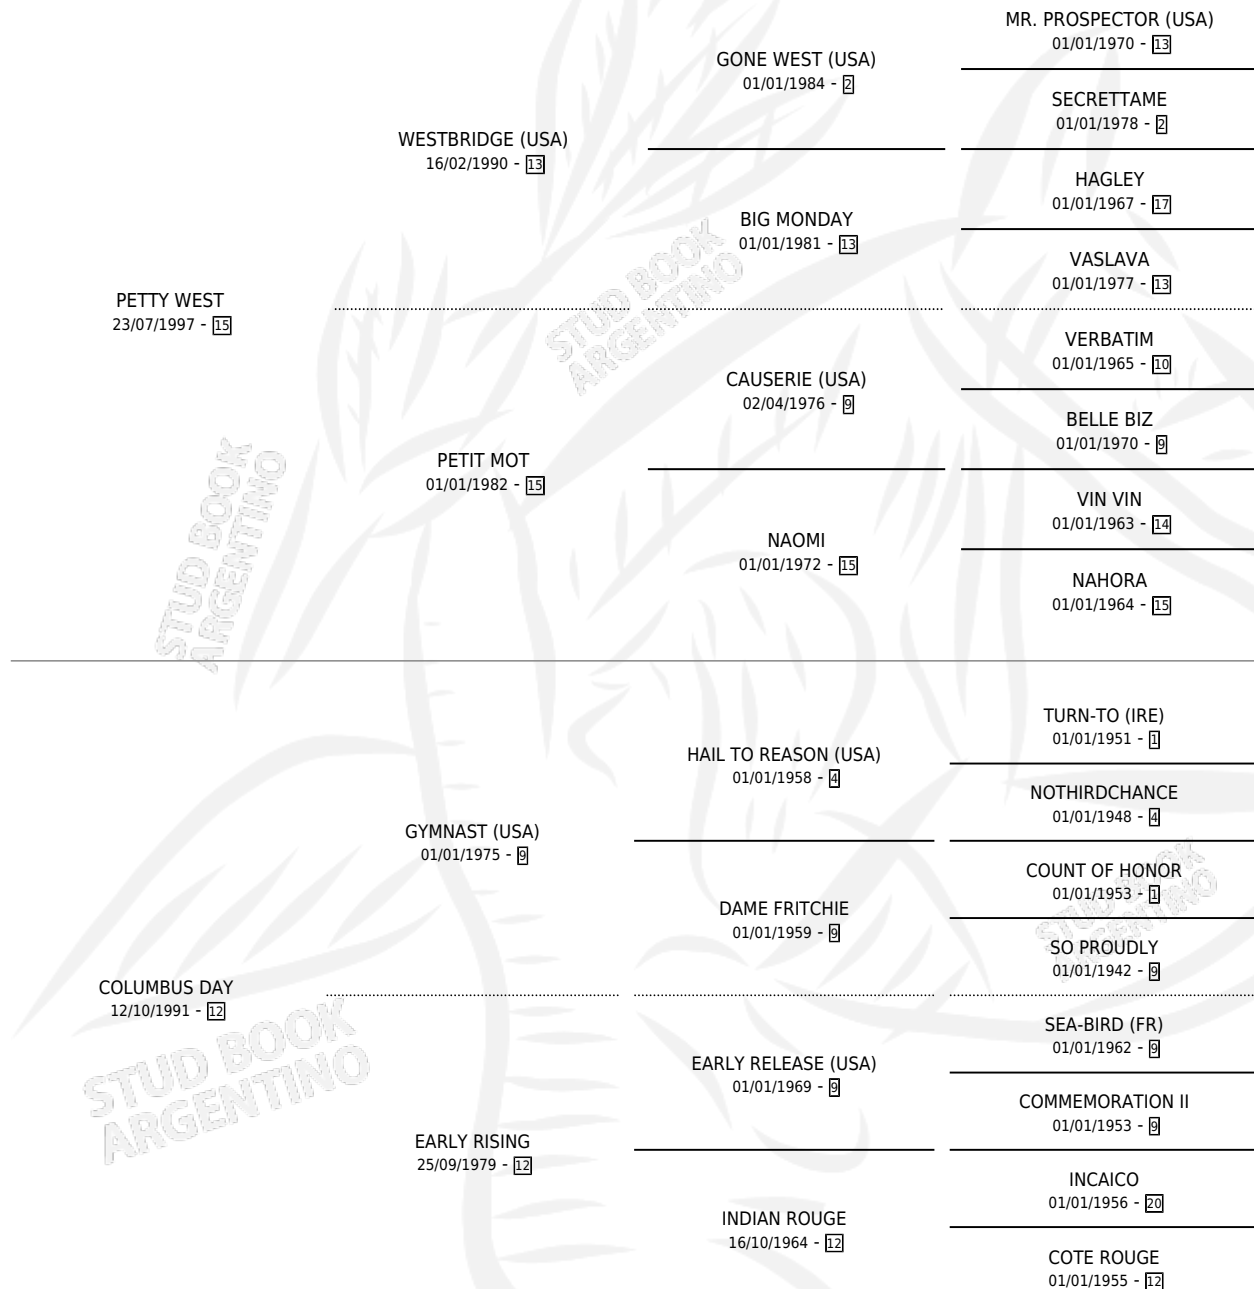 MR. PROSPECTOR (USA)
01/01/1970 - 13
GONE WEST (USA)
01/01/1984 - 2
SECRETTAME
01/01/1978 - 2
WESTBRIDGE (USA)
16/02/1990 - 13
HAGLEY
01/01/1967 - 17
BIG MONDAY
01/01/1981 - 13
VASLAVA
01/01/1977 - 13
PETTY WEST
23/07/1997 - 15
VERBATIM
01/01/1965 - 10
CAUSERIE (USA)
02/04/1976 - 9
BELLE BIZ
01/01/1970 - 9
PETIT MOT
01/01/1982 - 15
VIN VIN
01/01/1963 - 14
NAOMI
01/01/1972 - 15
NAHORA
01/01/1964 - 15
TURN-TO (IRE)
01/01/1951 - 1
HAIL TO REASON (USA)
01/01/1958 - 4
NOTHIRDCHANCE
01/01/1948 - 4
GYMNAST (USA)
01/01/1975 - 9
COUNT OF HONOR
01/01/1953 - 1
DAME FRITCHIE
01/01/1959 - 9
SO PROUDLY
01/01/1942 - 9
COLUMBUS DAY
12/10/1991 - 12
SEA-BIRD (FR)
01/01/1962 - 9
EARLY RELEASE (USA)
01/01/1969 - 9
COMMEMORATION II
01/01/1953 - 9
EARLY RISING
25/09/1979 - 12
INCAICO
01/01/1956 - 20
INDIAN ROUGE
16/10/1964 - 12
COTE ROUGE
01/01/1955 - 12
STUD BOOK
ARGENTINO
STUD BOOK
ARGENTINO
STUD BOOK
ARGENTINO
STUD BOOK
ARGENTINO